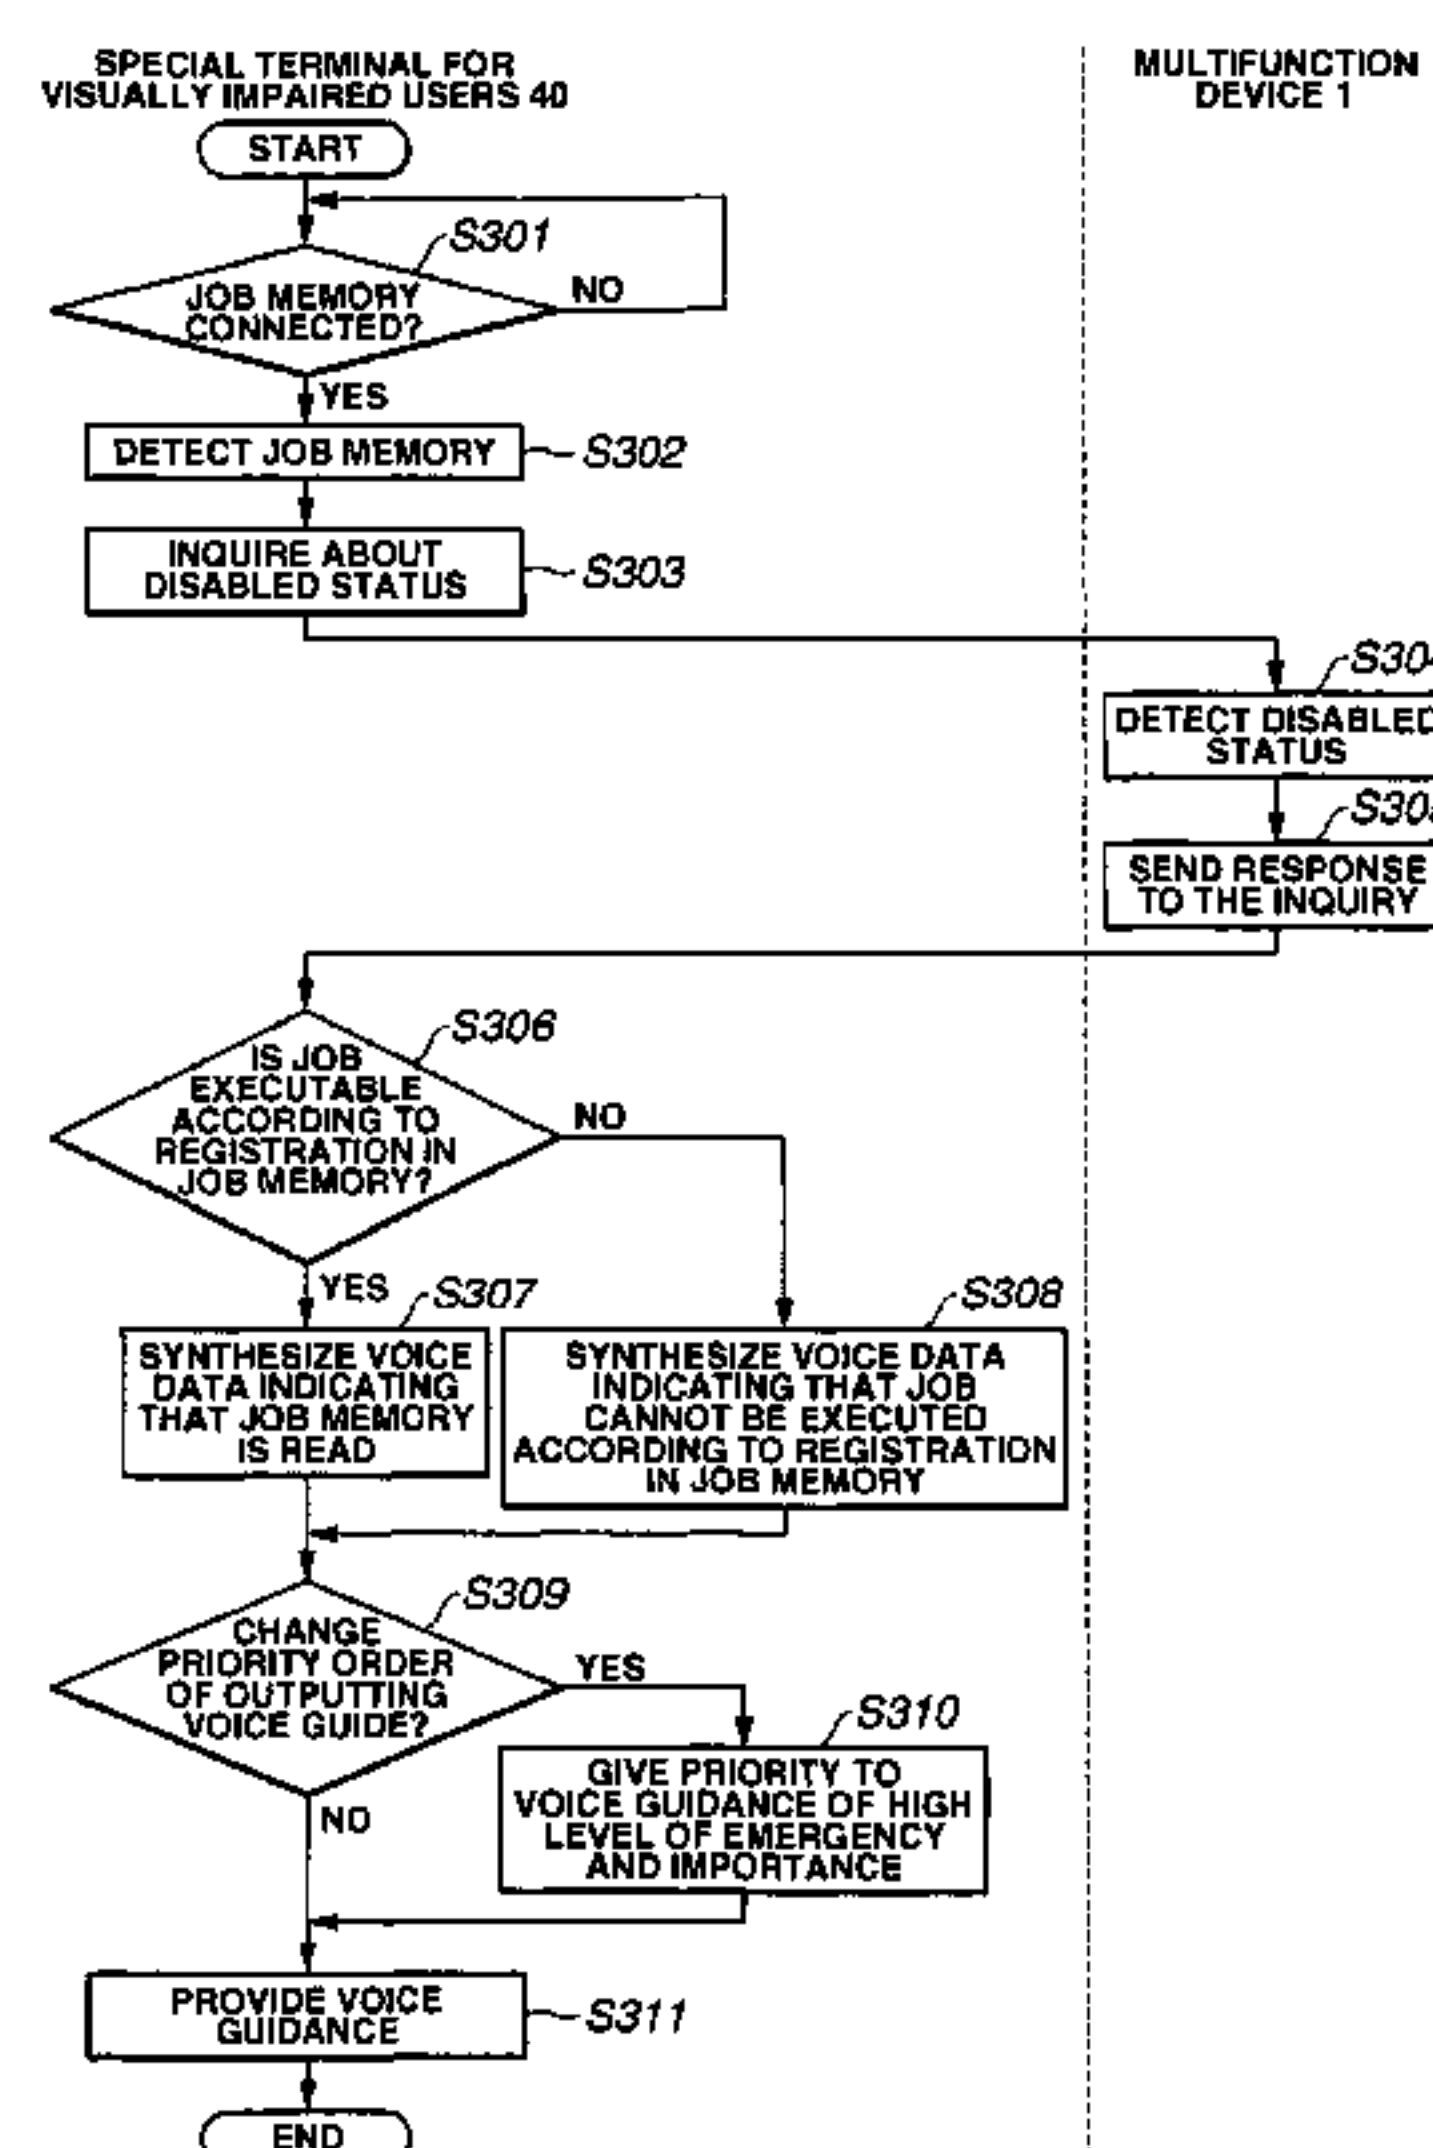 SPECIAL TERMINAL FOR
VISUALLY IMPAIRED USERS 40
MULTIFUNCTION
DEVICE 1
START
S301
JOB MEMORY
CONNECTED?
NO
YES
DETECT JOB MEMORY
S302
INQUIRE ABOUT
DISABLED STATUS
S303
DETECT DISABLED
STATUS
SEND RESPONSE
TO THE INQUIRY
S306
IS JOB
EXECUTABLE
ACCORDING TO
REGISTRATION IN
JOB MEMORY?
NO
YES
S307
SYNTHESIZE VOICE
DATA INDICATING
THAT JOB MEMORY
IS READ
S308
SYNTHESIZE VOICE DATA
INDICATING THAT JOB
CANNOT BE EXECUTED
ACCORDING TO REGISTRATION
IN JOB MEMORY
S309
CHANGE
PRIORITY ORDER
OF OUTPUTTING
VOICE GUIDE?
YES
NO
S310
GIVE PRIORITY TO
VOICE GUIDANCE OF HIGH
LEVEL OF EMERGENCY
AND IMPORTANCE
PROVIDE VOICE
GUIDANCE
S311
END